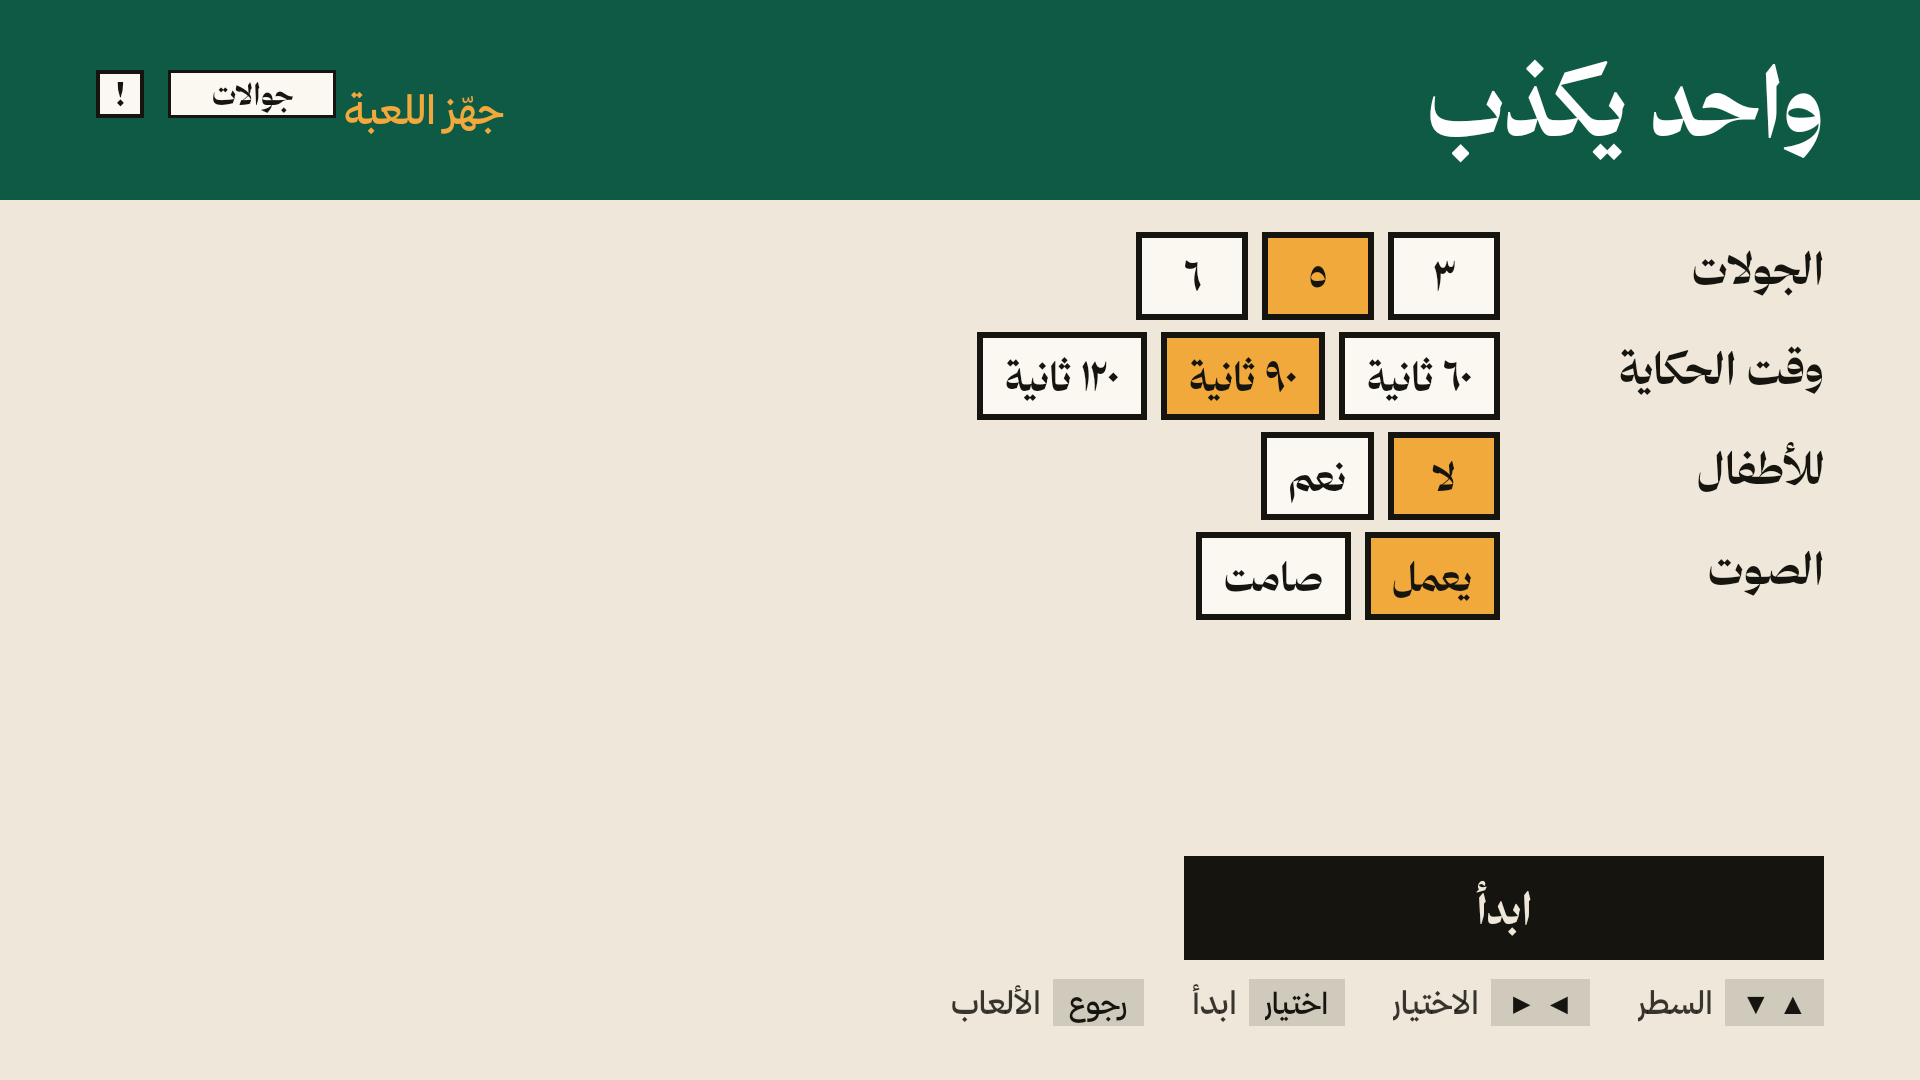 واحد يكذب
جهّز اللعبة
جوالات
!
الجولات ٣ ٥ ٦
وقت الحكاية ٦٠ ثانية ٩٠ ثانية ١٢٠ ثانية
للأطفال لا نعم
الصوت يعمل صامت
ابدأ
▲ ▼ السطر ◄ ► الاختيار اختيار ابدأ رجوع الألعاب